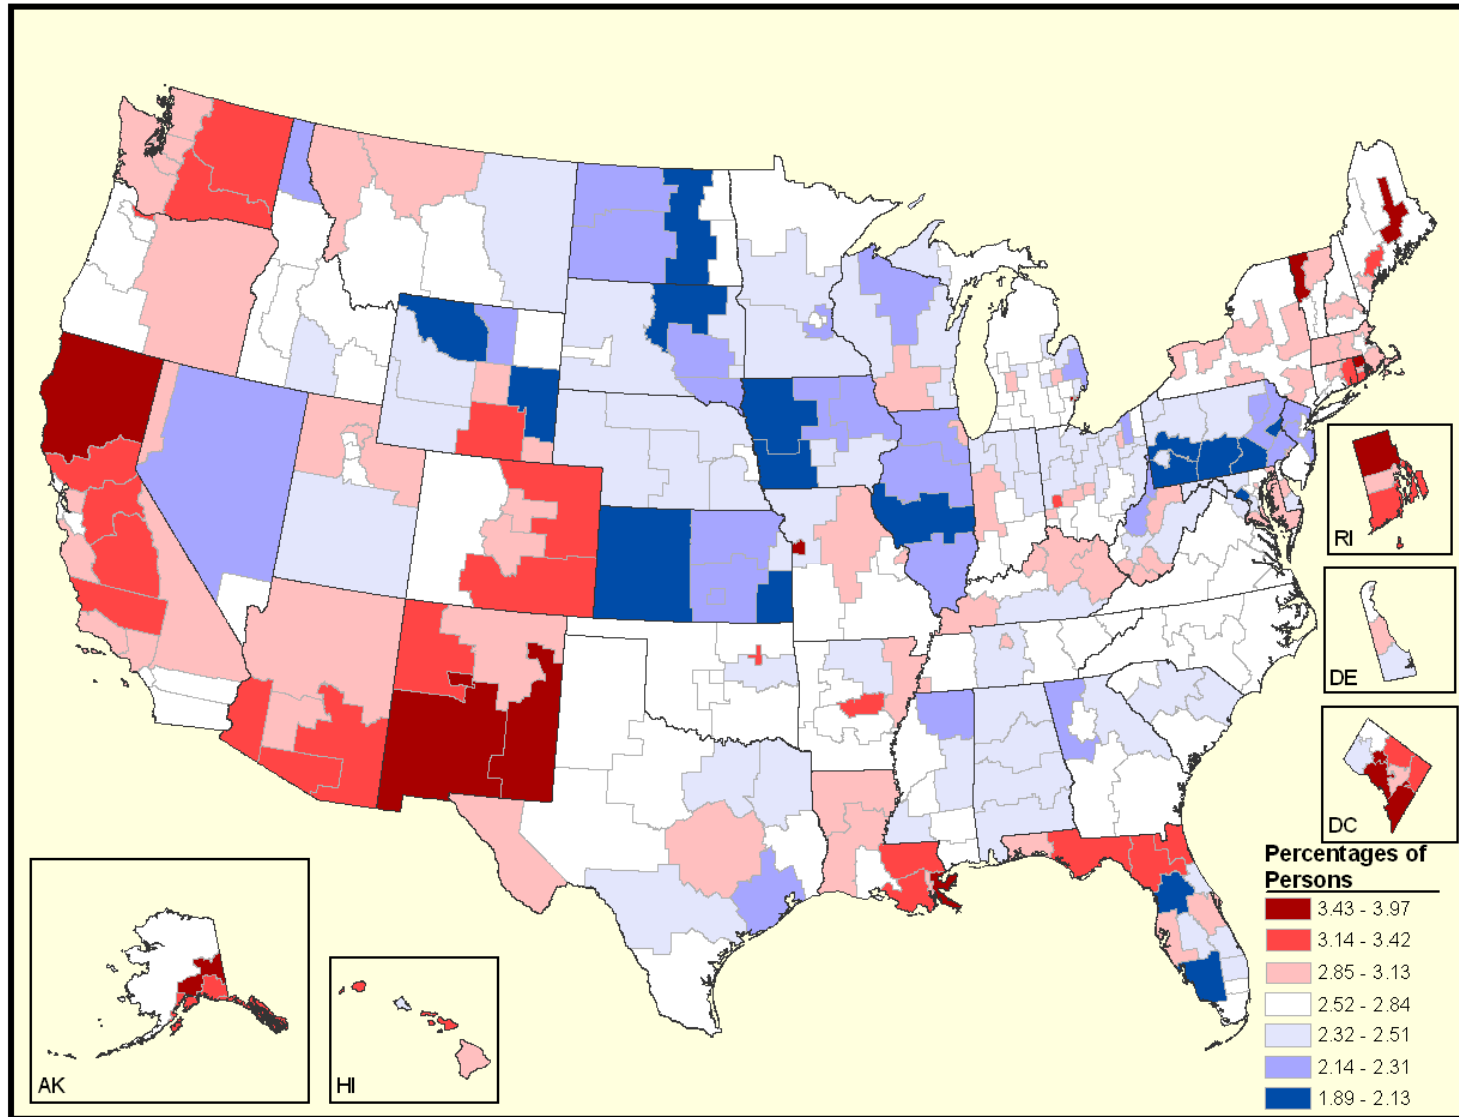 RI
DE
DC
AK
HI
Percentages of
Persons
3.43 - 3.97
3.14 - 3.42
2.85 - 3.13
2.52 - 2.84
2.32 - 2.51
2.14 - 2.31
1.89 - 2.13